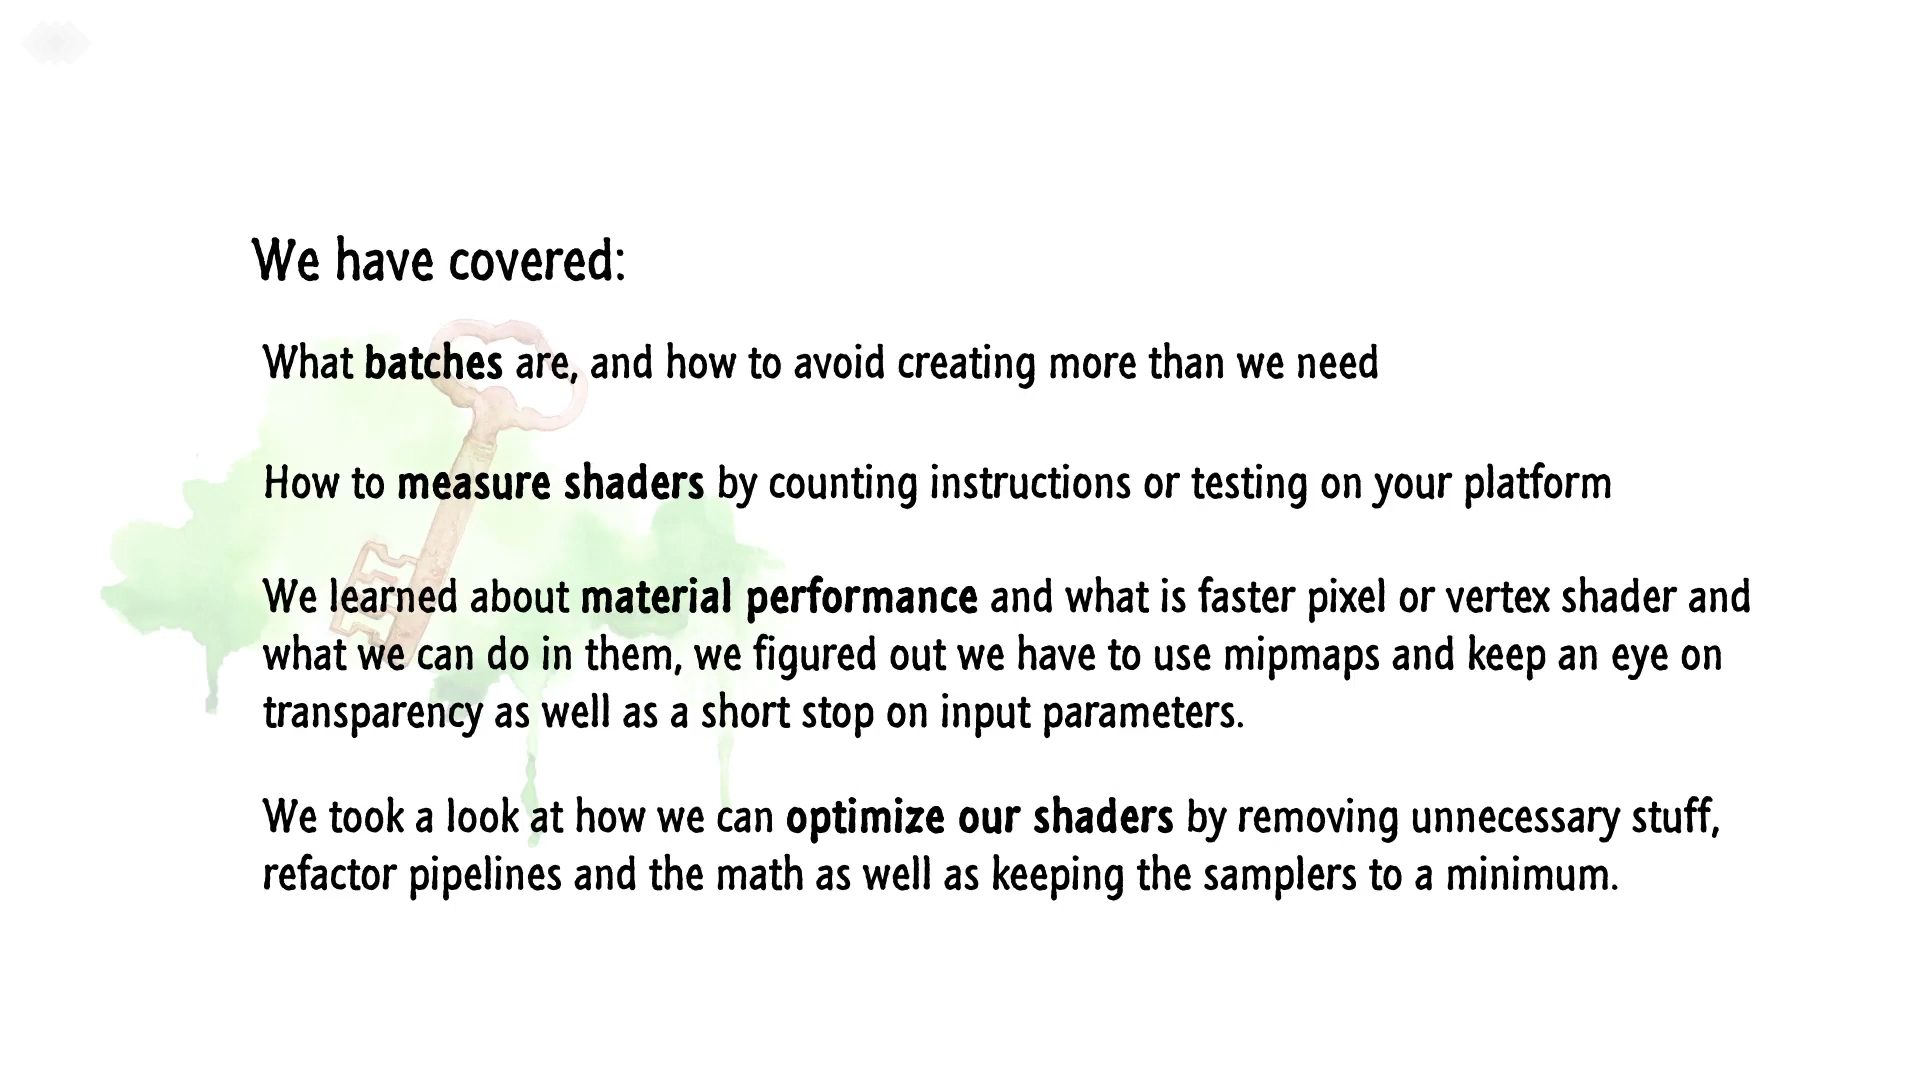 We have covered:
What batches are, and how to avoid creating more than we need
How to measure shaders by counting instructions or testing on your platform
We learned about material performance and what is faster pixel or vertex shader and
what we can do in them, we figured out we have to use mipmaps and keep an eye on
transparency as well as a short stop on input parameters.
We took a look at how we can optimize our shaders by removing unnecessary stuff,
refactor pipelines and the math as well as keeping the samplers to a minimum.